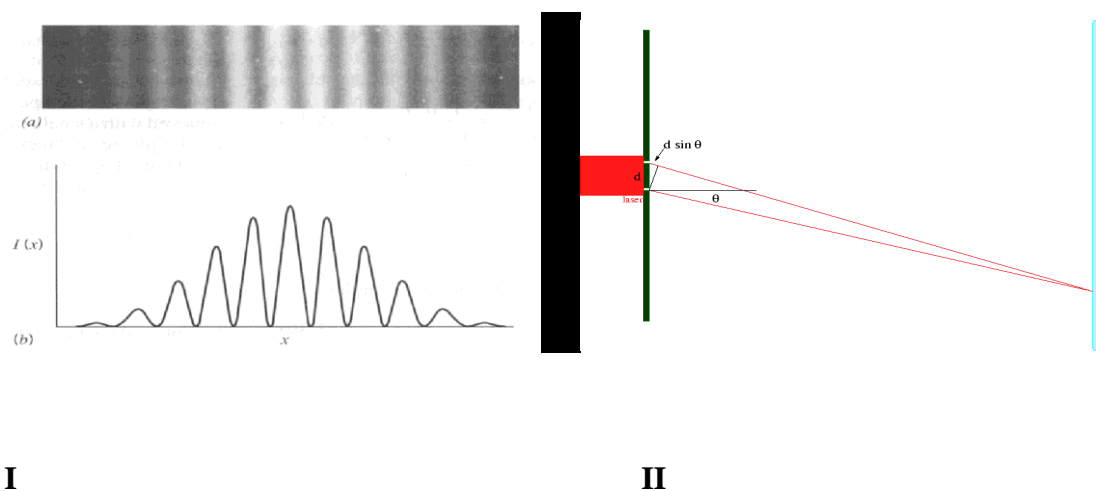 (a)
I (x)
(b)
x
d sin θ
d
laser
θ
I
II